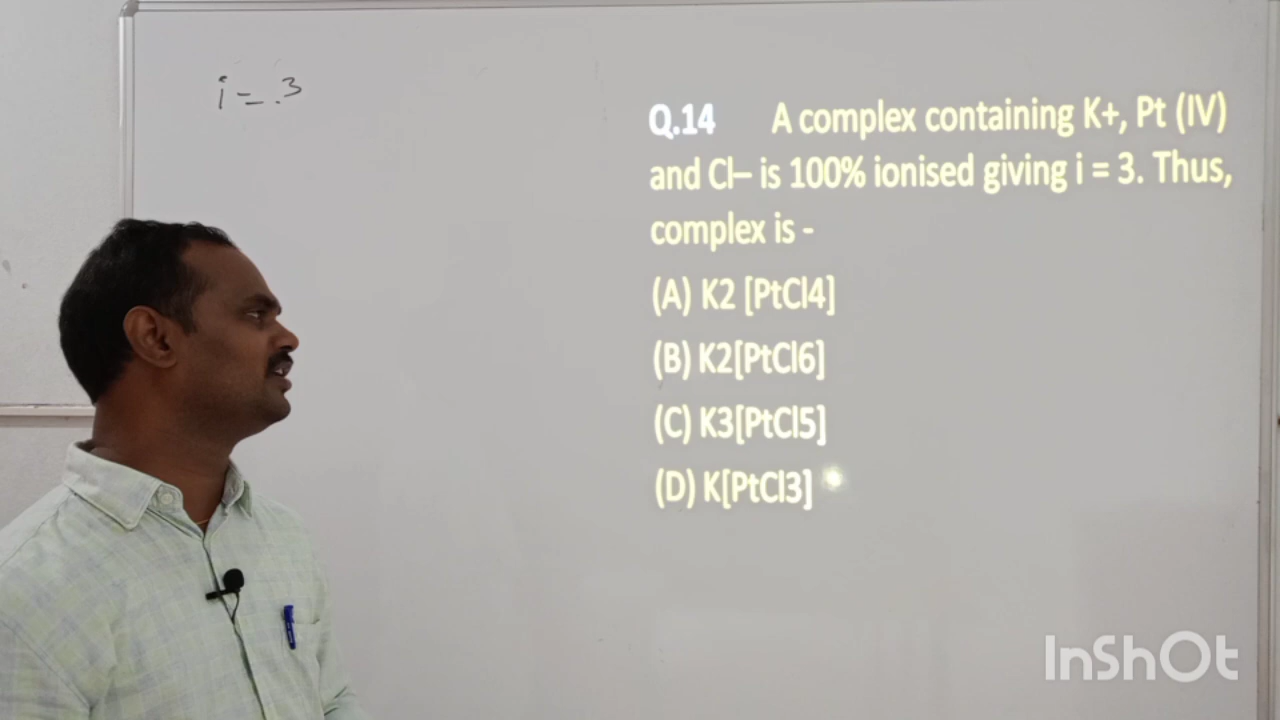 i = 3
Q.14 A complex containing K+, Pt (IV)
and Cl– is 100% ionised giving i = 3. Thus,
complex is -
(A) K2 [PtCl4]
(B) K2[PtCl6]
(C) K3[PtCl5]
(D) K[PtCl3]
InShOt